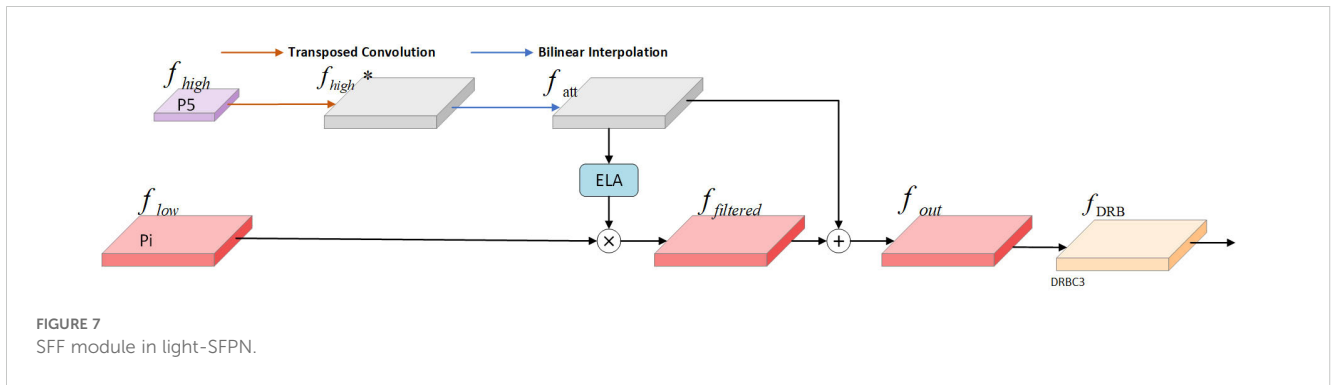 Transposed Convolution Bilinear Interpolation
f high f high * f att
P5
ELA
f low f filtered f out f DRB
Pi × +
DRBC3
FIGURE 7
SFF module in light-SFPN.